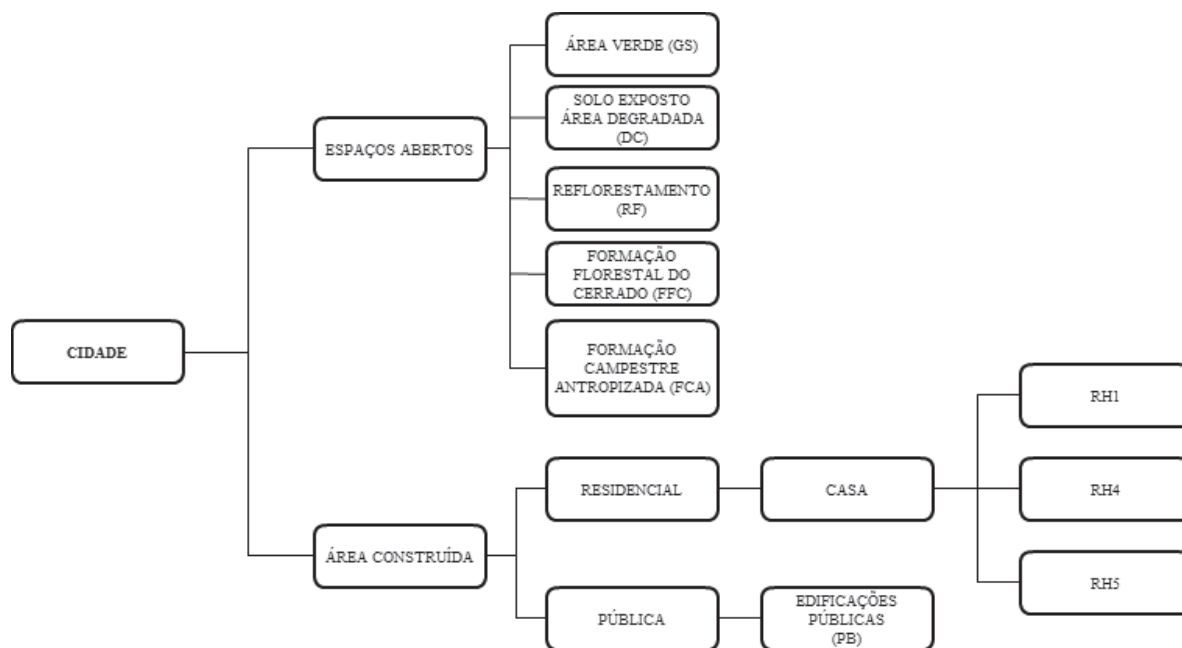 ÁREA VERDE (GS)
SOLO EXPOSTO
ÁREA DEGRADADA
(DC)
ESPAÇOS ABERTOS
REFLORESTAMENTO
(RF)
FORMAÇÃO
FLORESTAL DO
CERRADO (FFC)
CIDADE
FORMAÇÃO
CAMPESTRE
ANTROPIZADA (FCA)
RH1
RESIDENCIAL
CASA
RH4
ÁREA CONSTRUÍDA
RH5
PÚBLICA
EDIFICAÇÕES
PÚBLICAS
(PB)